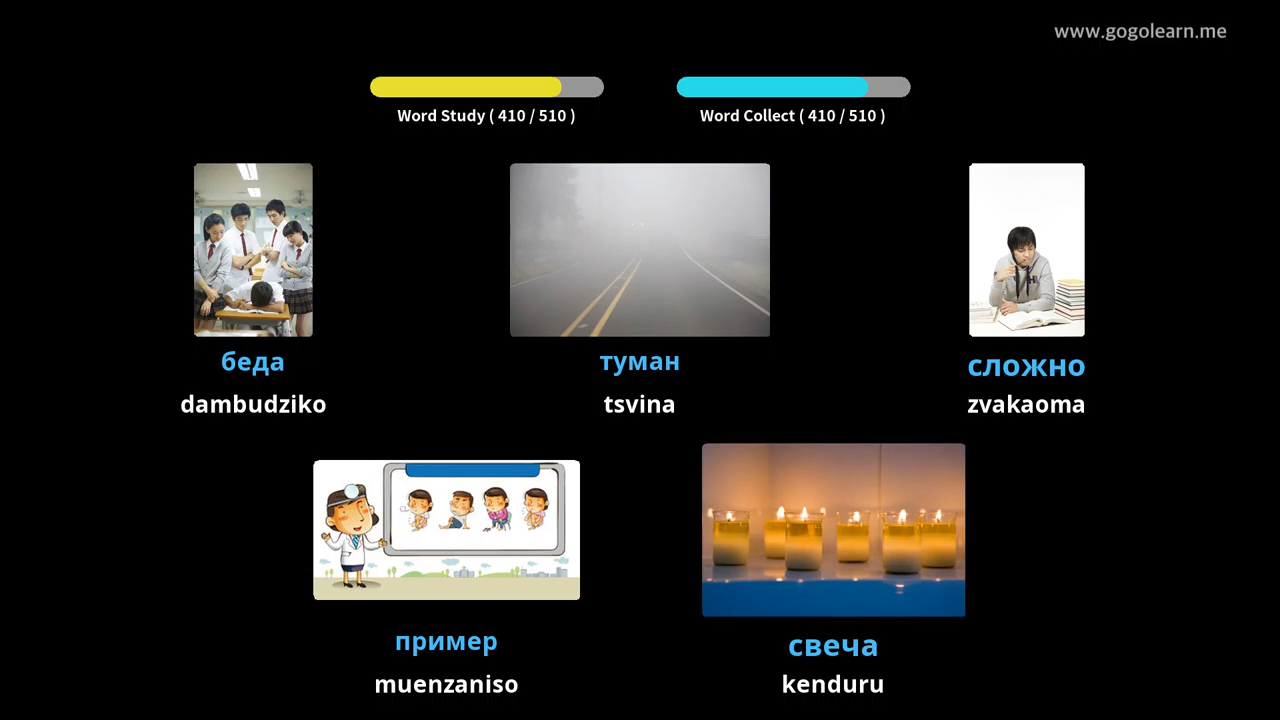 www.gogolearn.me
Word Study ( 410 / 510 )
Word Collect ( 410 / 510 )
беда
туман
сложно
dambudziko
tsvina
zvakaoma
пример
свеча
muenzaniso
kenduru